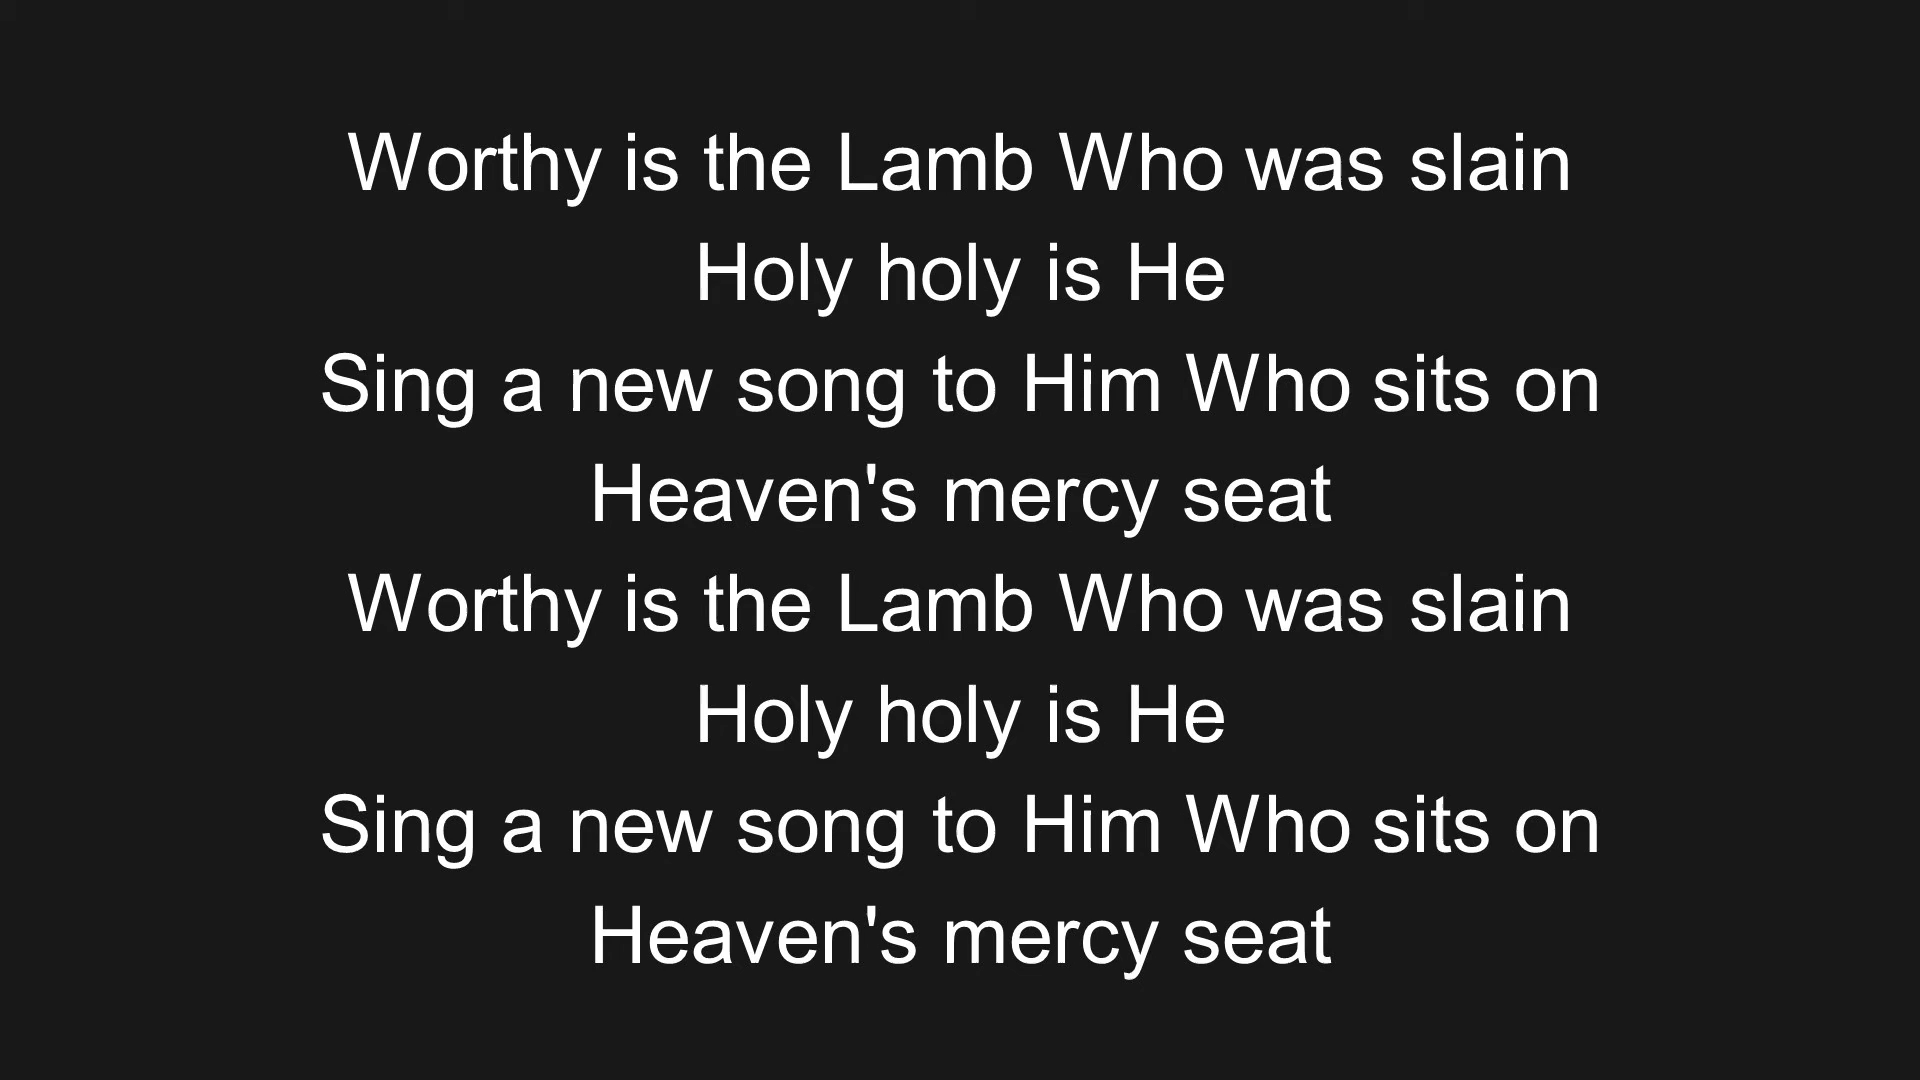 Worthy is the Lamb Who was slain
Holy holy is He
Sing a new song to Him Who sits on
Heaven's mercy seat
Worthy is the Lamb Who was slain
Holy holy is He
Sing a new song to Him Who sits on
Heaven's mercy seat